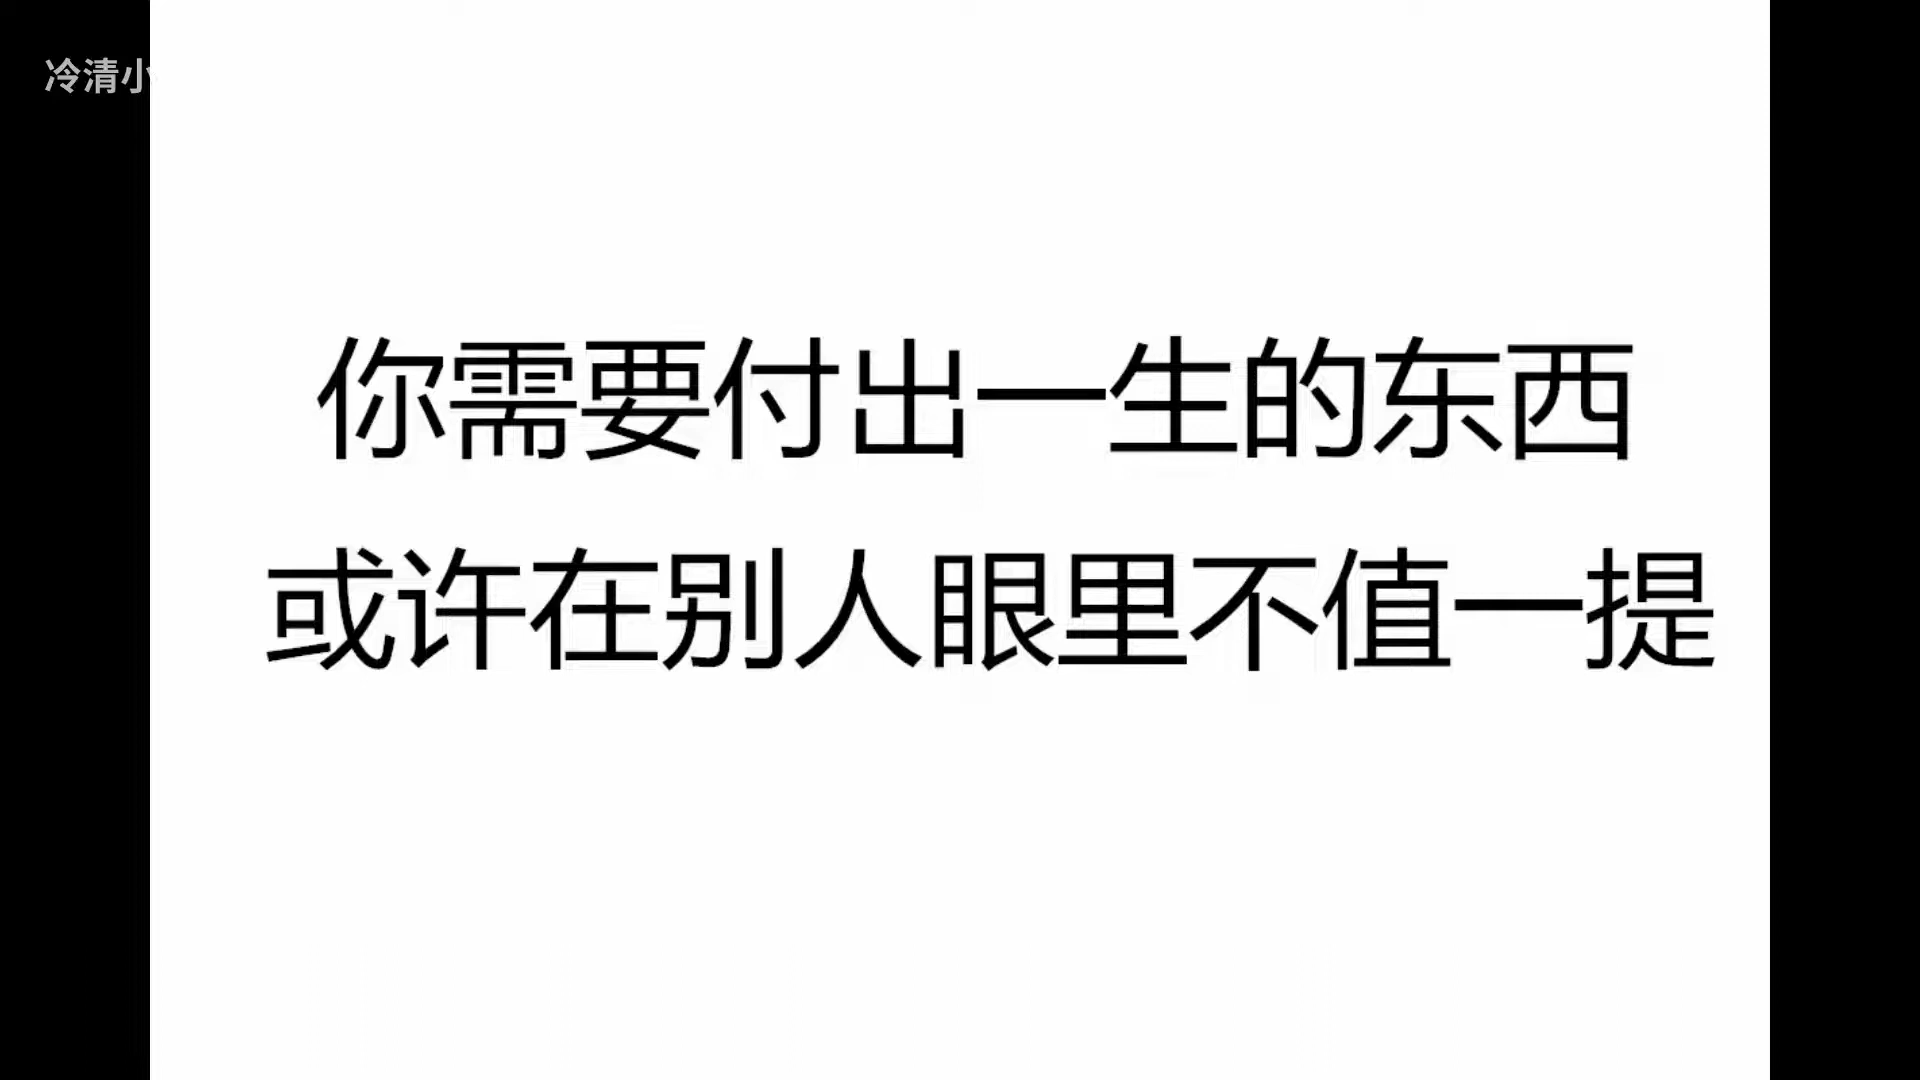 冷清小
你需要付出一生的东西
或许在别人眼里不值一提